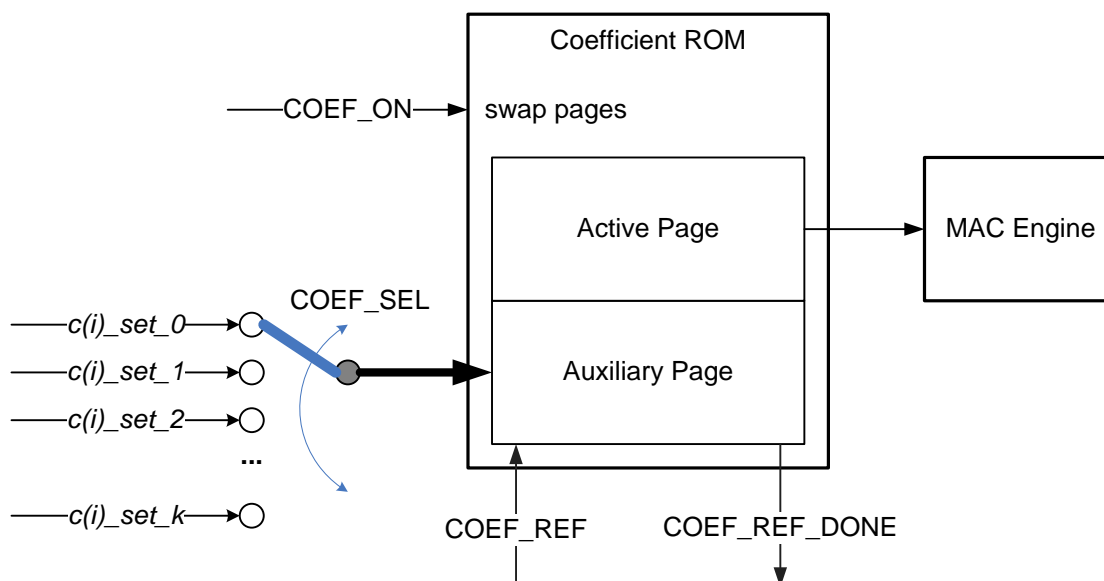 Coefficient ROM
COEF_ON
swap pages
Active Page
MAC Engine
COEF_SEL
c(i)_set_0
c(i)_set_1
Auxiliary Page
c(i)_set_2
...
c(i)_set_k
COEF_REF
COEF_REF_DONE